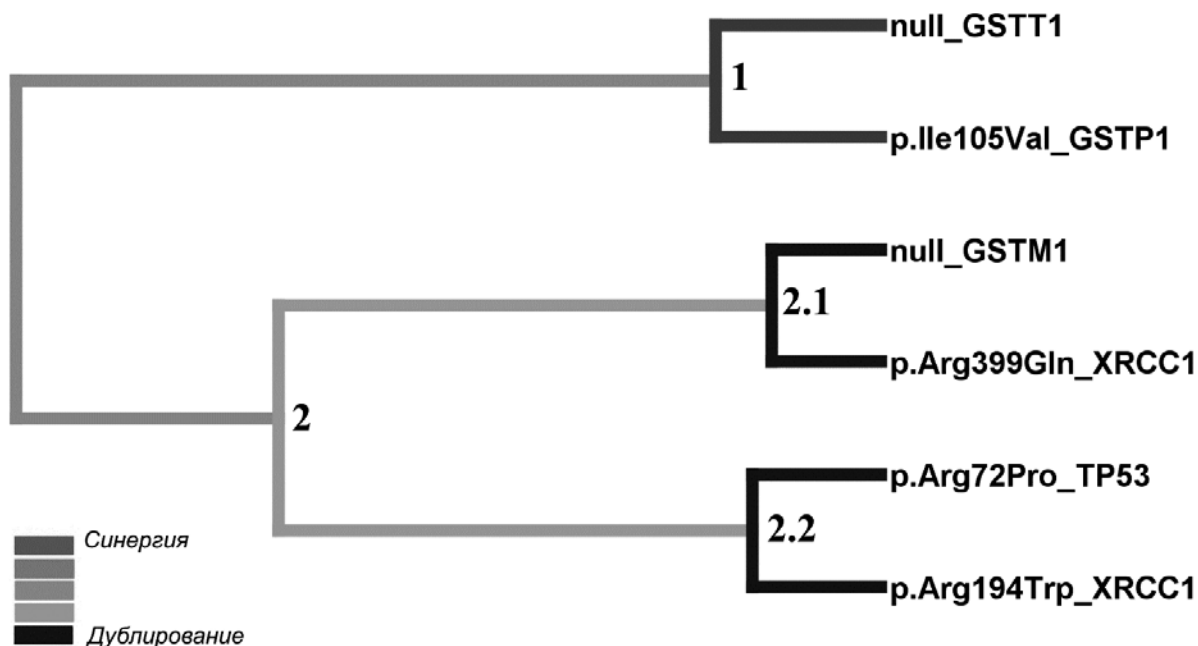 null_GSTT1
1
p.Ile105Val_GSTP1
null_GSTM1
2.1
p.Arg399Gln_XRCC1
2
p.Arg72Pro_TP53
2.2
p.Arg194Trp_XRCC1
Синергия
Дублирование